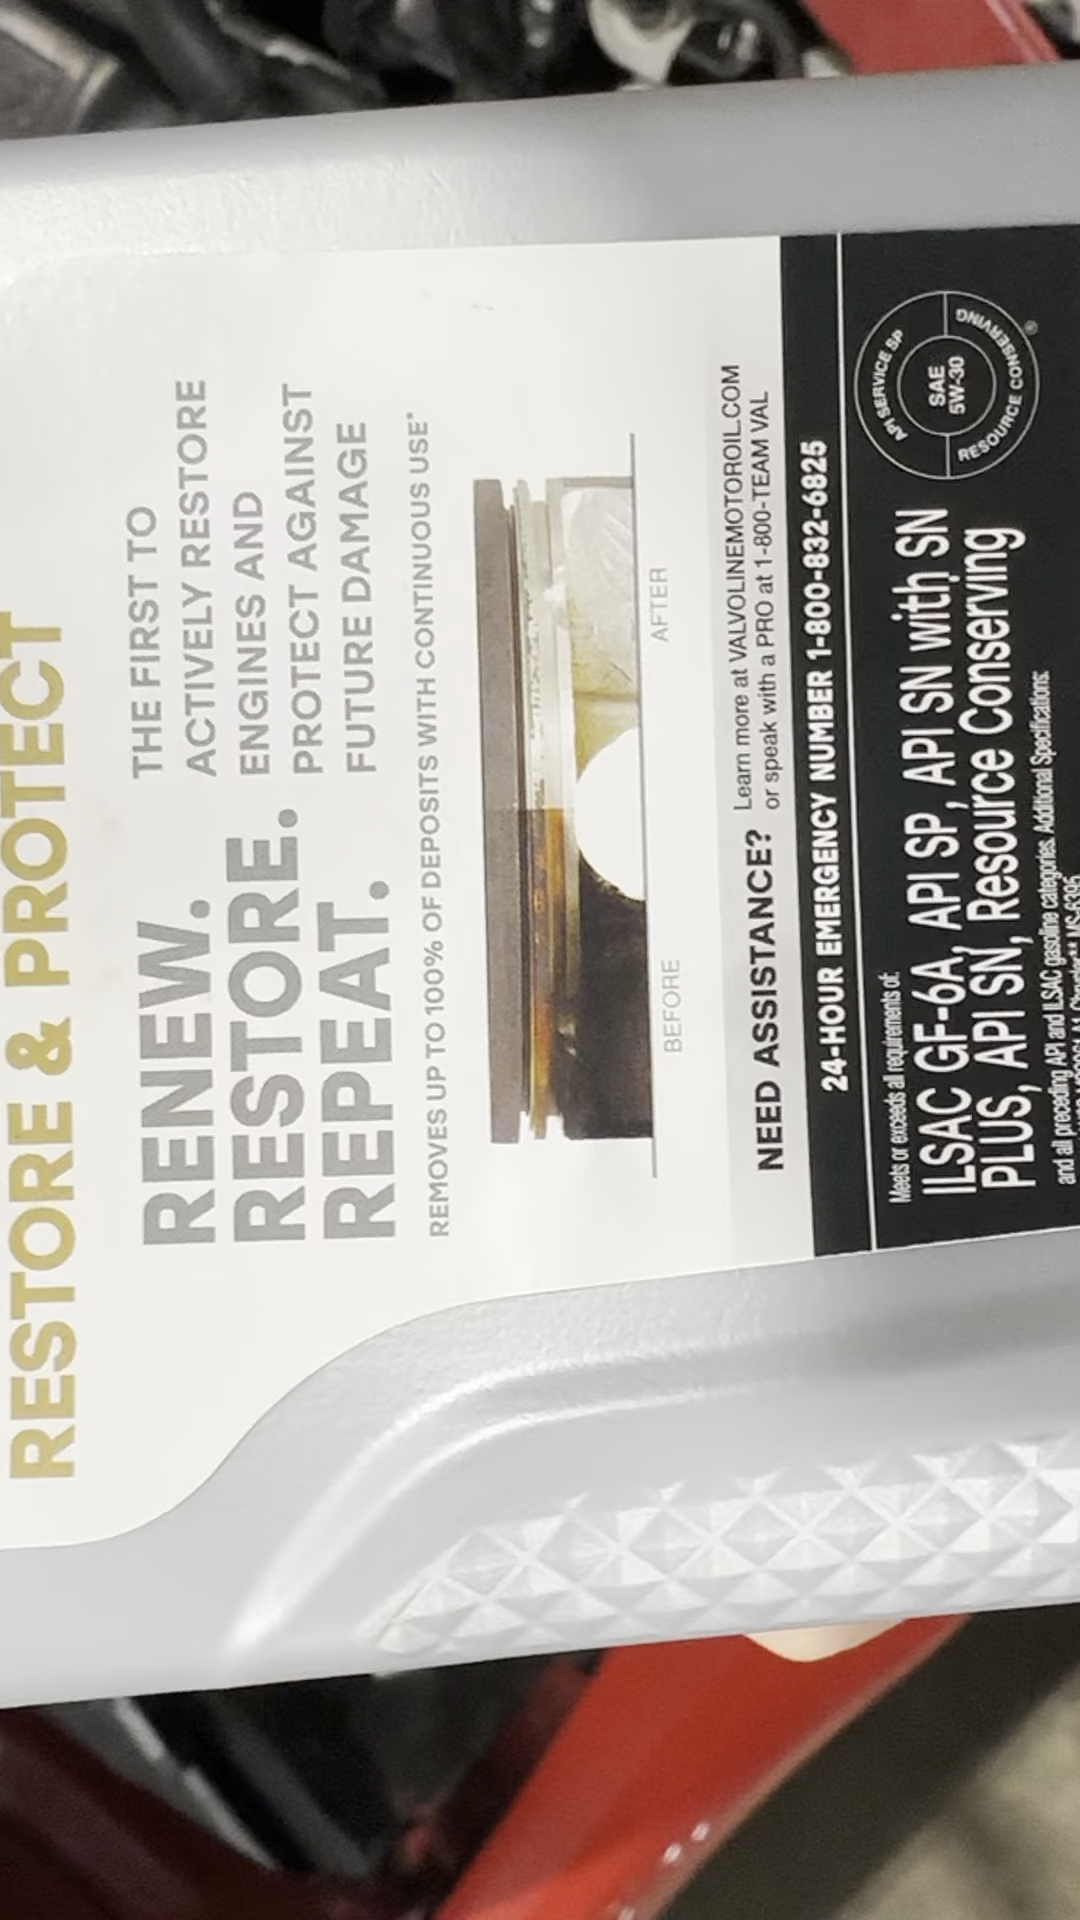 RESTORE & PROTECT
RENEW.
RESTORE.
REPEAT.
THE FIRST TO
ACTIVELY RESTORE
ENGINES AND
PROTECT AGAINST
FUTURE DAMAGE
REMOVES UP TO 100% OF DEPOSITS WITH CONTINUOUS USE*
BEFORE
AFTER
NEED ASSISTANCE?
Learn more at VALVOLINEMOTOROIL.COM
or speak with a PRO at 1-800-TEAM VAL
24-HOUR EMERGENCY NUMBER 1-800-832-6825
Meets or exceeds all requirements of:
ILSAC GF-6A, API SP, API SN with SN
PLUS, API SN, Resource Conserving
and all preceding API and ILSAC gasoline categories. Additional Specifications:
MS-6395
API SERVICE SP
SAE
5W-30
RESOURCE CONSERVING
®